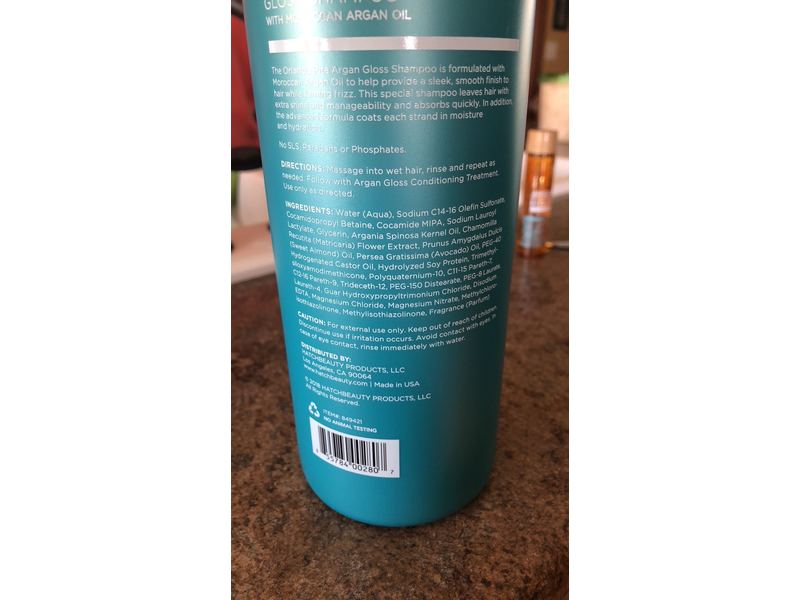 GLOSS SHAMPOO
WITH MOROCCAN ARGAN OIL
The Orlando Pita Argan Gloss Shampoo is formulated with
Moroccan Argan Oil to help provide a sleek, smooth finish to
hair while taming frizz. This special shampoo leaves hair with
extra shine and manageability and absorbs quickly. In addition,
the advanced formula coats each strand in moisture
and hydration.
No SLS, Parabens or Phosphates.
DIRECTIONS: Massage into wet hair, rinse and repeat as
needed. Follow with Argan Gloss Conditioning Treatment.
Use only as directed.
INGREDIENTS: Water (Aqua), Sodium C14-16 Olefin Sulfonate,
Cocamidopropyl Betaine, Cocamide MIPA, Sodium Lauroyl
Lactylate, Glycerin, Argania Spinosa Kernel Oil, Chamomilla
Recutita (Matricaria) Flower Extract, Prunus Amygdalus Dulcis
(Sweet Almond) Oil, Persea Gratissima (Avocado) Oil, PEG-40
Hydrogenated Castor Oil, Hydrolyzed Soy Protein, Trimethyl-
siloxyamodimethicone, Polyquaternium-10, C11-15 Pareth-7,
C12-16 Pareth-9, Trideceth-12, PEG-150 Distearate, PEG-8 Laurate,
Laureth-4, Guar Hydroxypropyltrimonium Chloride, Disodium
EDTA, Magnesium Chloride, Magnesium Nitrate, Methylchloro-
isothiazolinone, Methylisothiazolinone, Fragrance (Parfum)
CAUTION: For external use only. Keep out of reach of children.
Discontinue use if irritation occurs. Avoid contact with eyes. In
case of eye contact, rinse immediately with water.
DISTRIBUTED BY:
HATCHBEAUTY PRODUCTS, LLC
Los Angeles, CA 90064
www.hatchbeauty.com | Made in USA
© 2018 HATCHBEAUTY PRODUCTS, LLC
All Rights Reserved.
ITEM#: 849421
NO ANIMAL TESTING
8 55784 00280 7